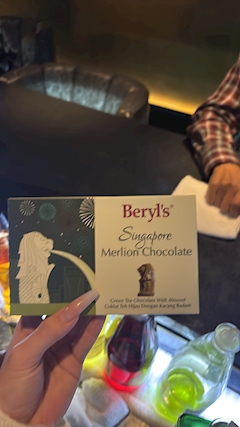 Beryl's®
Singapore
Merlion Chocolate
Green Tea Chocolate With Almond
Coklat Teh Hijau Dengan Kacang Badam